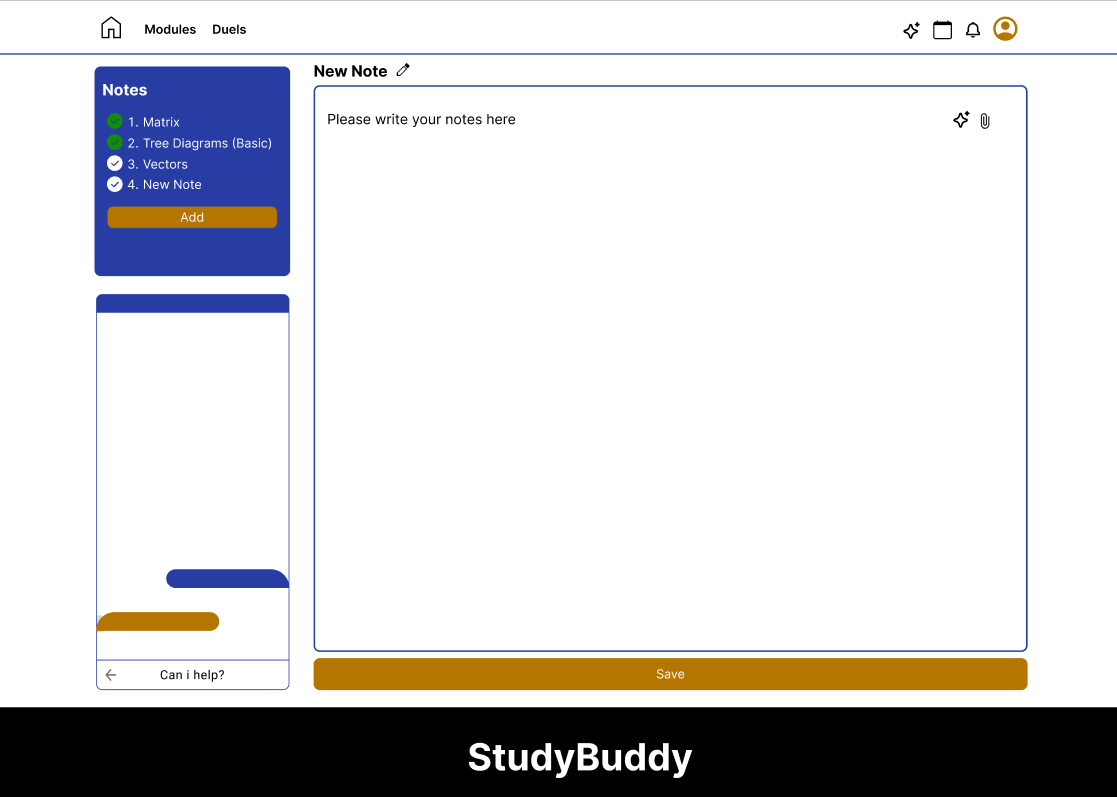 Modules Duels
Notes
1. Matrix
2. Tree Diagrams (Basic)
3. Vectors
4. New Note
Add
Can i help?
New Note
Please write your notes here
Save
StudyBuddy